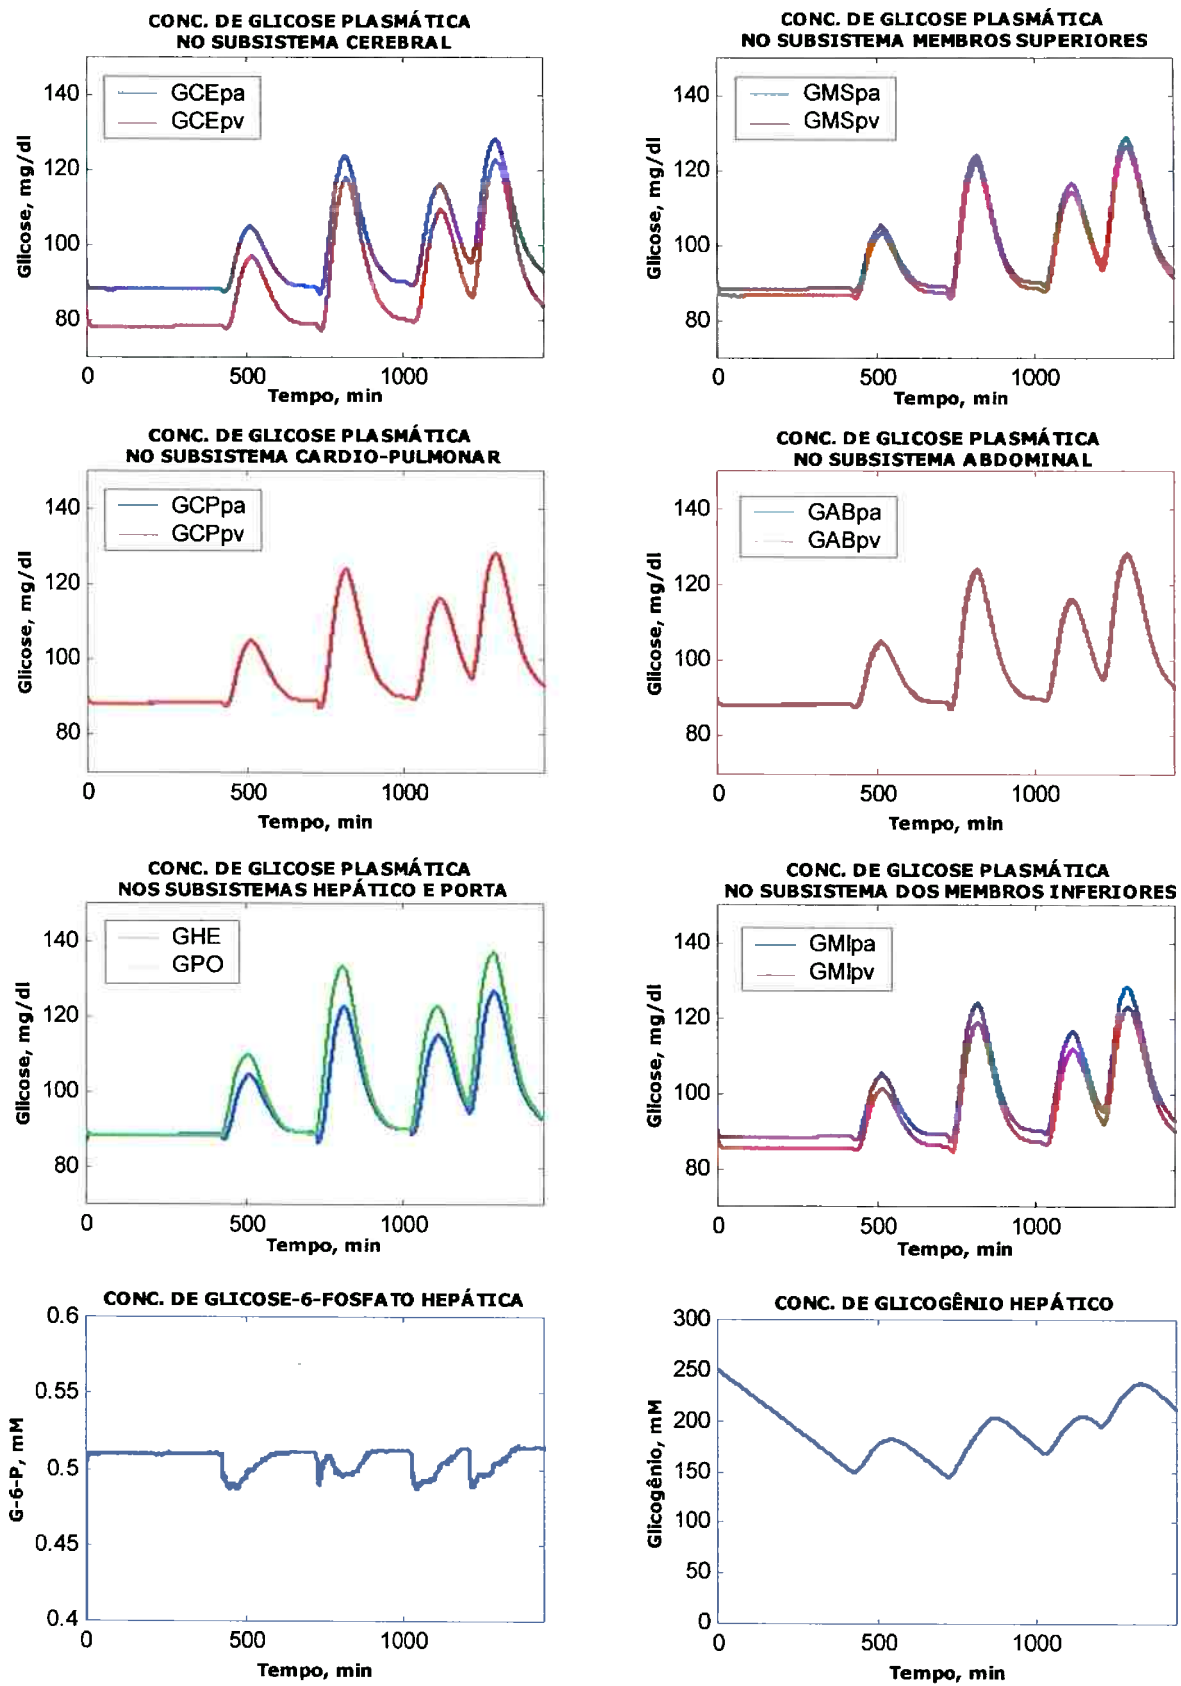 CONC. DE GLICOSE PLASMÁTICA
NO SUBSISTEMA CEREBRAL
140
120
100
80
Glicose, mg/dl
GCEpa
GCEpv
0
500
1000
Tempo, min
CONC. DE GLICOSE PLASMÁTICA
NO SUBSISTEMA MEMBROS SUPERIORES
140
120
100
80
Glicose, mg/dl
GMSpa
GMSpv
0
500
1000
Tempo, min
CONC. DE GLICOSE PLASMÁTICA
NO SUBSISTEMA CARDIO-PULMONAR
140
120
100
80
Glicose, mg/dl
GCPpa
GCPpv
0
500
1000
Tempo, min
CONC. DE GLICOSE PLASMÁTICA
NO SUBSISTEMA ABDOMINAL
140
120
100
80
Glicose, mg/dl
GABpa
GABpv
0
500
1000
Tempo, min
CONC. DE GLICOSE PLASMÁTICA
NOS SUBSISTEMAS HEPÁTICO E PORTA
140
120
100
80
Glicose, mg/dl
GHE
GPO
0
500
1000
Tempo, min
CONC. DE GLICOSE PLASMÁTICA
NO SUBSISTEMA DOS MEMBROS INFERIORES
140
120
100
80
Glicose, mg/dl
GMIpa
GMIpv
0
500
1000
Tempo, min
CONC. DE GLICOSE-6-FOSFATO HEPÁTICA
0.6
0.55
0.5
0.45
0.4
G-6-P, mM
0
500
1000
Tempo, min
CONC. DE GLICOGÊNIO HEPÁTICO
300
250
200
150
100
50
0
Glicogênio, mM
0
500
1000
Tempo, min